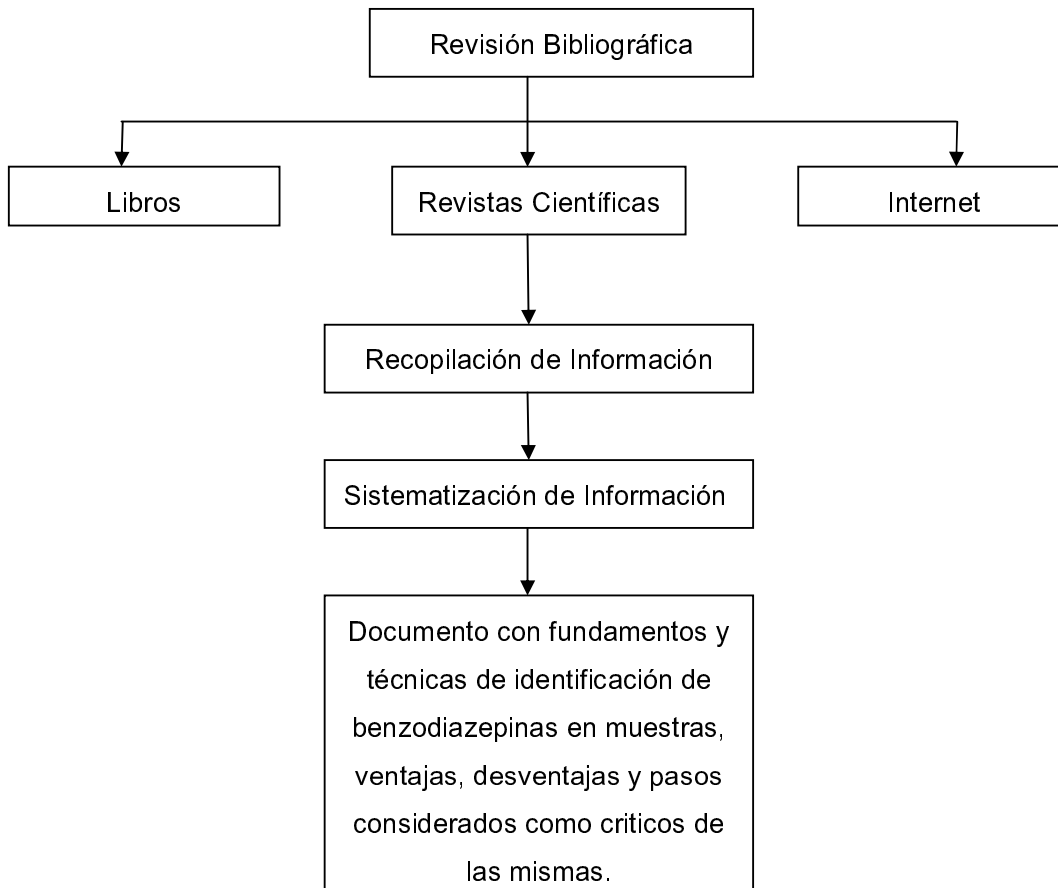 Revisión Bibliográfica
Libros
Revistas Científicas
Internet
Recopilación de Información
Sistematización de Información
Documento con fundamentos y
técnicas de identificación de
benzodiazepinas en muestras,
ventajas, desventajas y pasos
considerados como criticos de
las mismas.